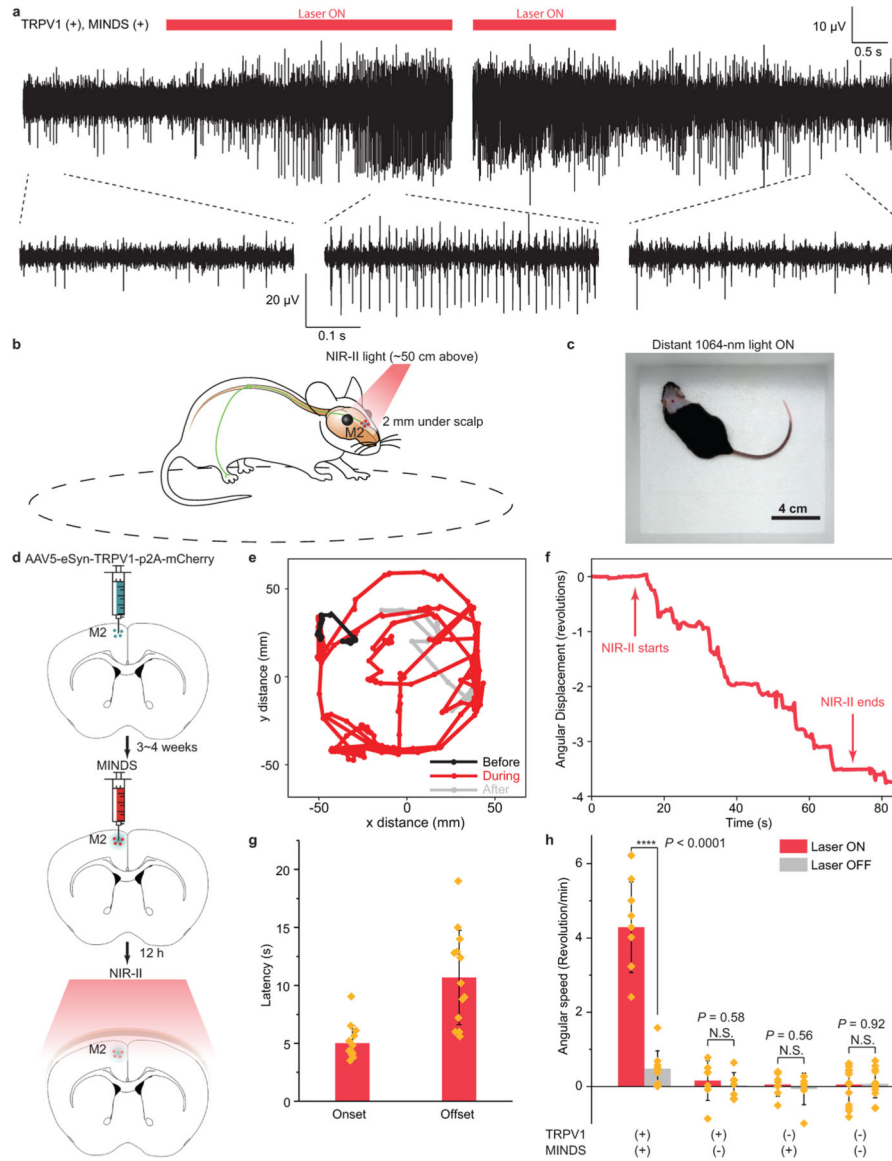 a
TRPV1 (+), MINDS (+)
Laser ON
Laser ON
10 µV
0.5 s
20 µV
0.1 s
b
NIR-II light (~50 cm above)
M2
2 mm under scalp
c
Distant 1064-nm light ON
4 cm
d
AAV5-eSyn-TRPV1-p2A-mCherry
M2
3~4 weeks
MINDS
M2
12 h
NIR-II
M2
e
y distance (mm)
50
0
-50
Before
During
After
-50
0
50
x distance (mm)
f
Angular Displacement (revolutions)
0
-1
-2
-3
-4
NIR-II starts
NIR-II ends
0
20
40
60
80
Time (s)
g
Latency (s)
20
15
10
5
0
Onset
Offset
h
Angular speed (Revolution/min)
6
4
2
0
**** P < 0.0001
Laser ON
Laser OFF
P = 0.58
N.S.
P = 0.56
N.S.
P = 0.92
N.S.
TRPV1 (+) (+) (-) (-)
MINDS (+) (-) (+) (-)